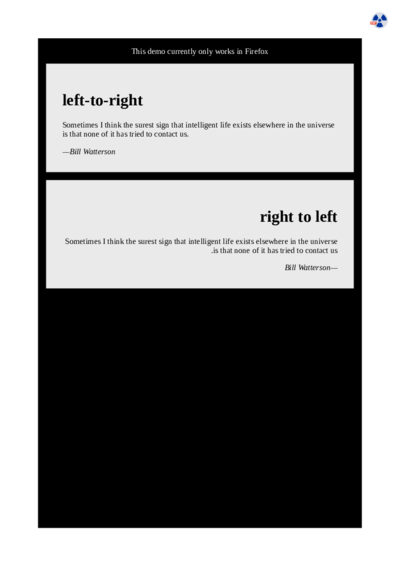 This demo currently only works in Firefox
left-to-right
Sometimes I think the surest sign that intelligent life exists elsewhere in the universe
is that none of it has tried to contact us.
—Bill Watterson
right to left
Sometimes I think the surest sign that intelligent life exists elsewhere in the universe
.is that none of it has tried to contact us
Bill Watterson—